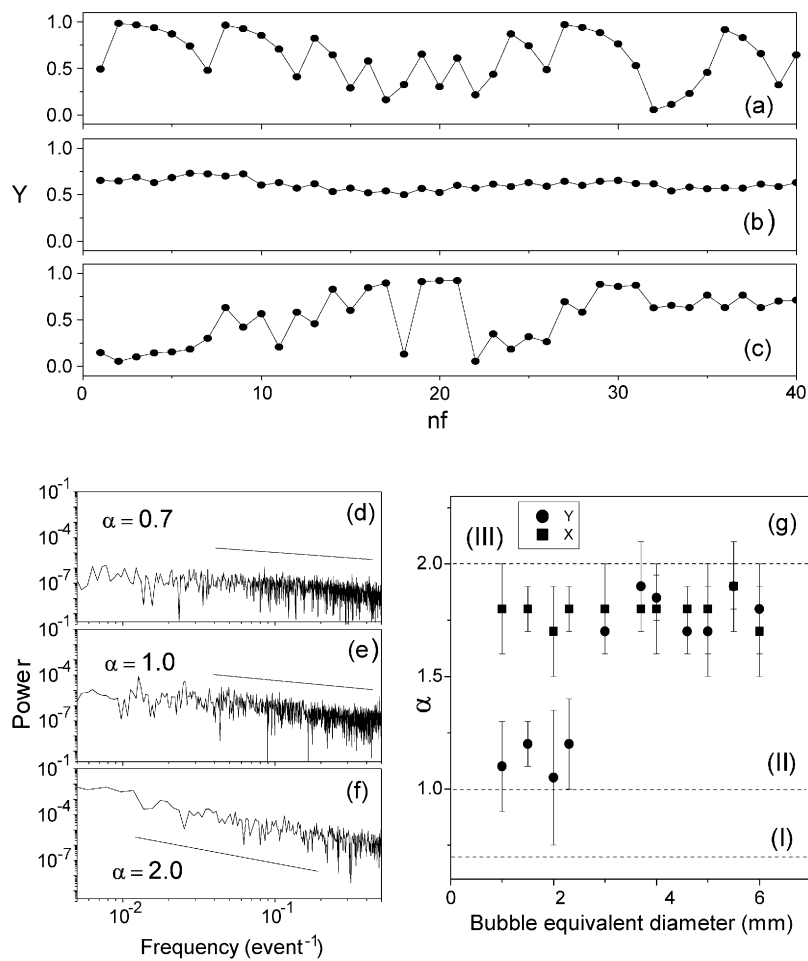 1.0
0.5
0.0
(a)
1.0
Y 0.5
0.0
(b)
1.0
0.5
0.0
(c)
0 10 20 30 40
nf
10^-1
10^-4
10^-7
10^-1
α = 0.7
(d)
10^-4
10^-7
10^-1
α = 1.0
(e)
Power
10^-4
10^-7
α = 2.0
(f)
10^-2 10^-1
Frequency (event^-1)
Y
X
(g)
(III)
2.0
1.5
α
(II)
1.0
(I)
0 2 4 6
Bubble equivalent diameter (mm)